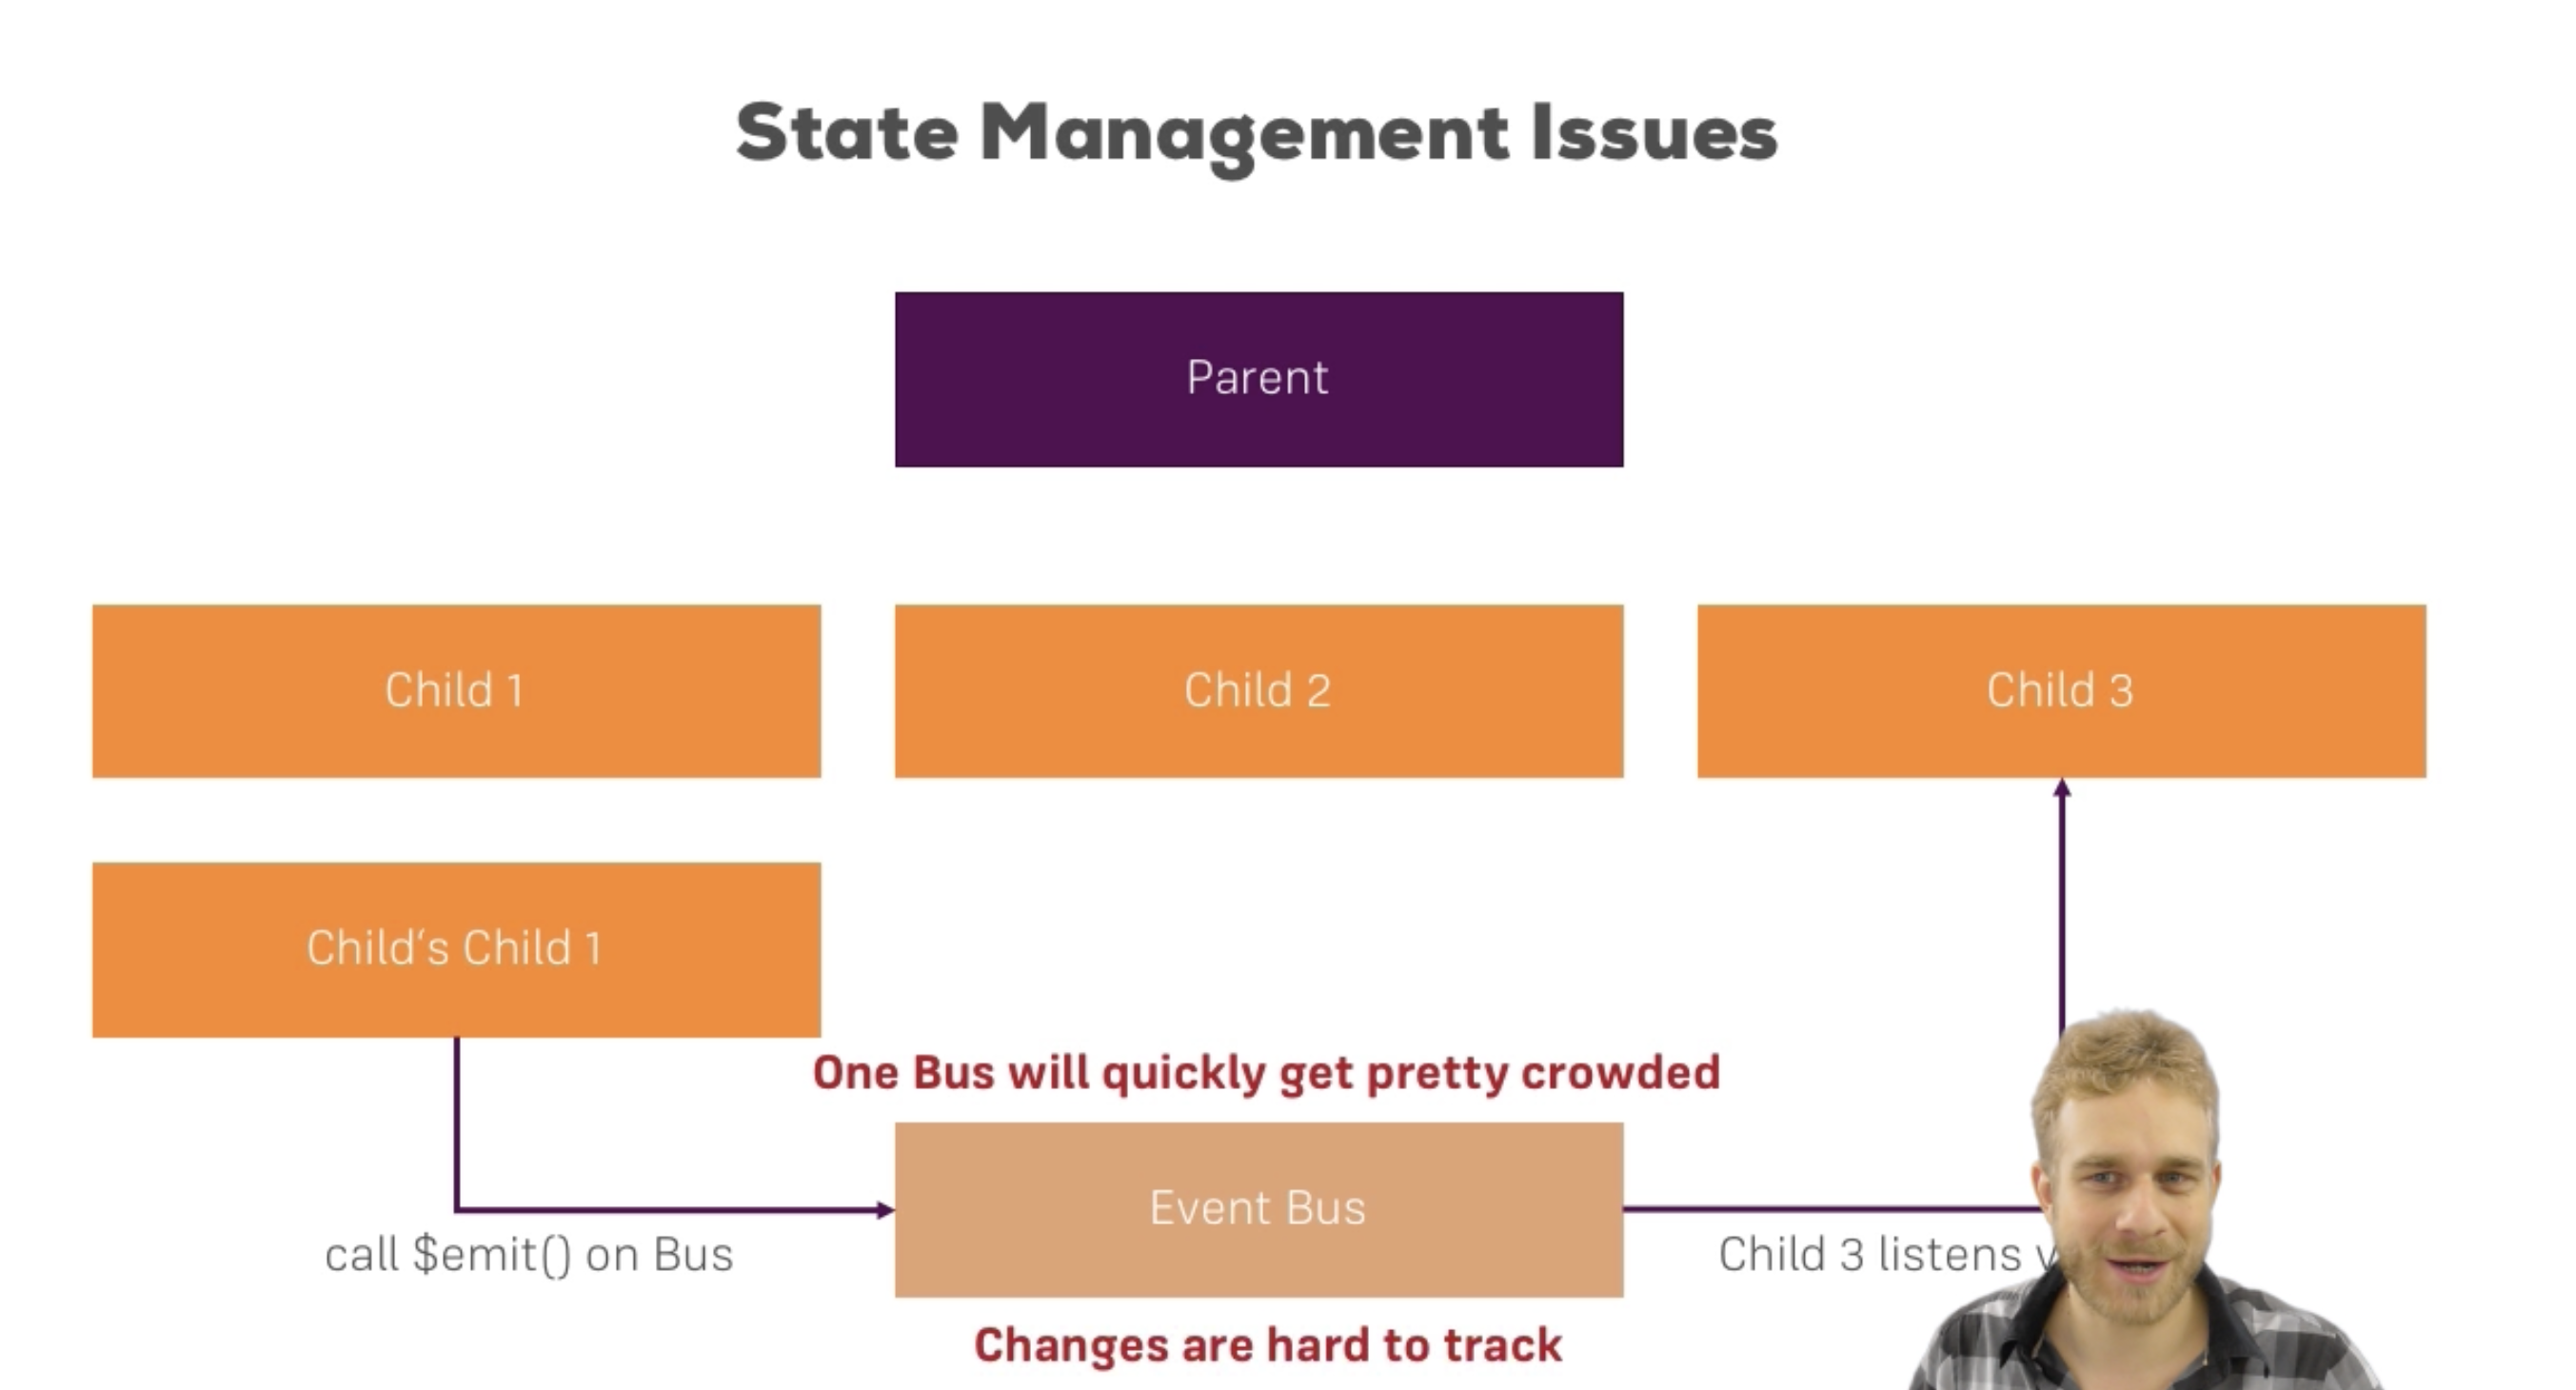 State Management Issues
Parent
Child 1
Child 2
Child 3
Child‘s Child 1
One Bus will quickly get pretty crowded
Event Bus
call $emit() on Bus
Child 3 listens
Changes are hard to track